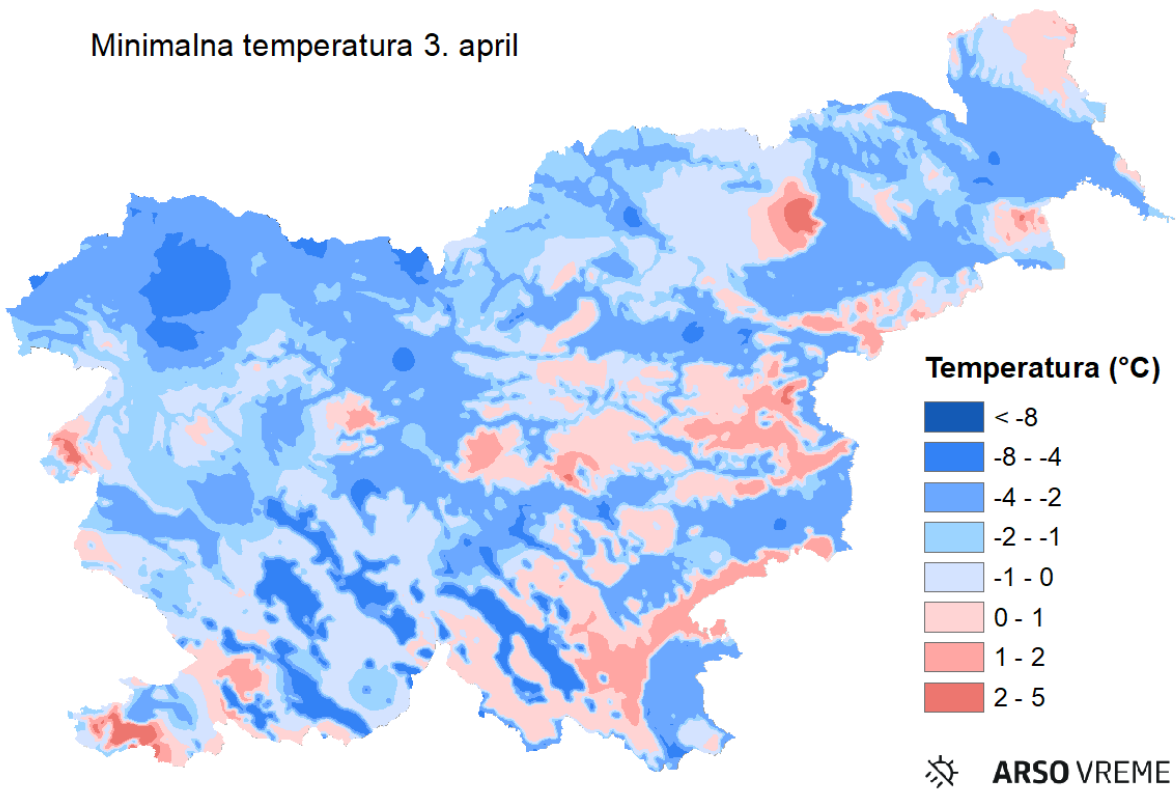 Minimalna temperatura 3. april
Temperatura (°C)
< -8
-8 - -4
-4 - -2
-2 - -1
-1 - 0
0 - 1
1 - 2
2 - 5
ARSO VREME